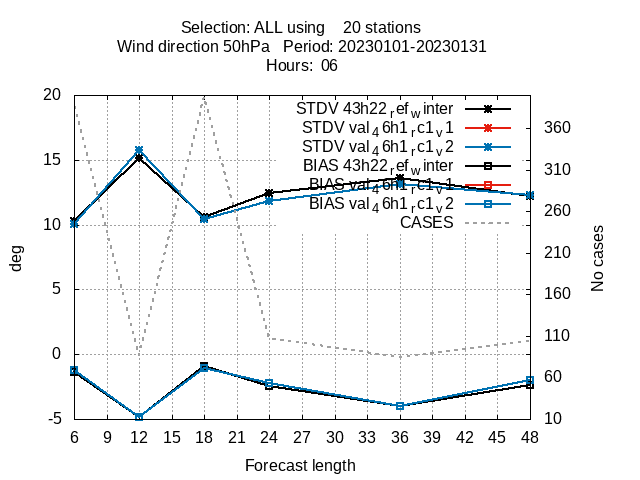 Selection: ALL using    20 stations
Wind direction 50hPa   Period: 20230101-20230131
Hours:  06
STDV 43h22_ref_winter
STDV val_46h1_rc1_v1
STDV val_46h1_rc1_v2
BIAS 43h22_ref_winter
BIAS val_46h1_rc1_v1
BIAS val_46h1_rc1_v2
CASES
20
15
10
5
0
-5
deg
360
310
260
210
160
110
60
10
No cases
6 9 12 15 18 21 24 27 30 33 36 39 42 45 48
Forecast length